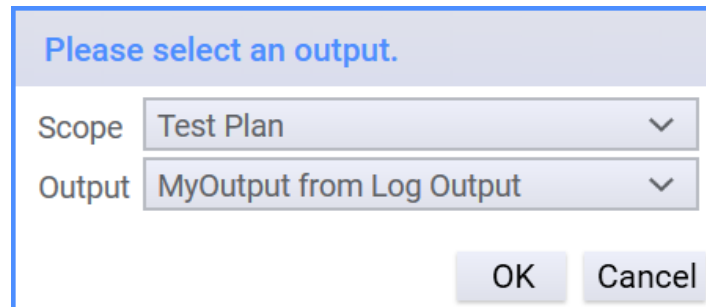 Please select an output.
Scope Test Plan
Output MyOutput from Log Output
OK Cancel